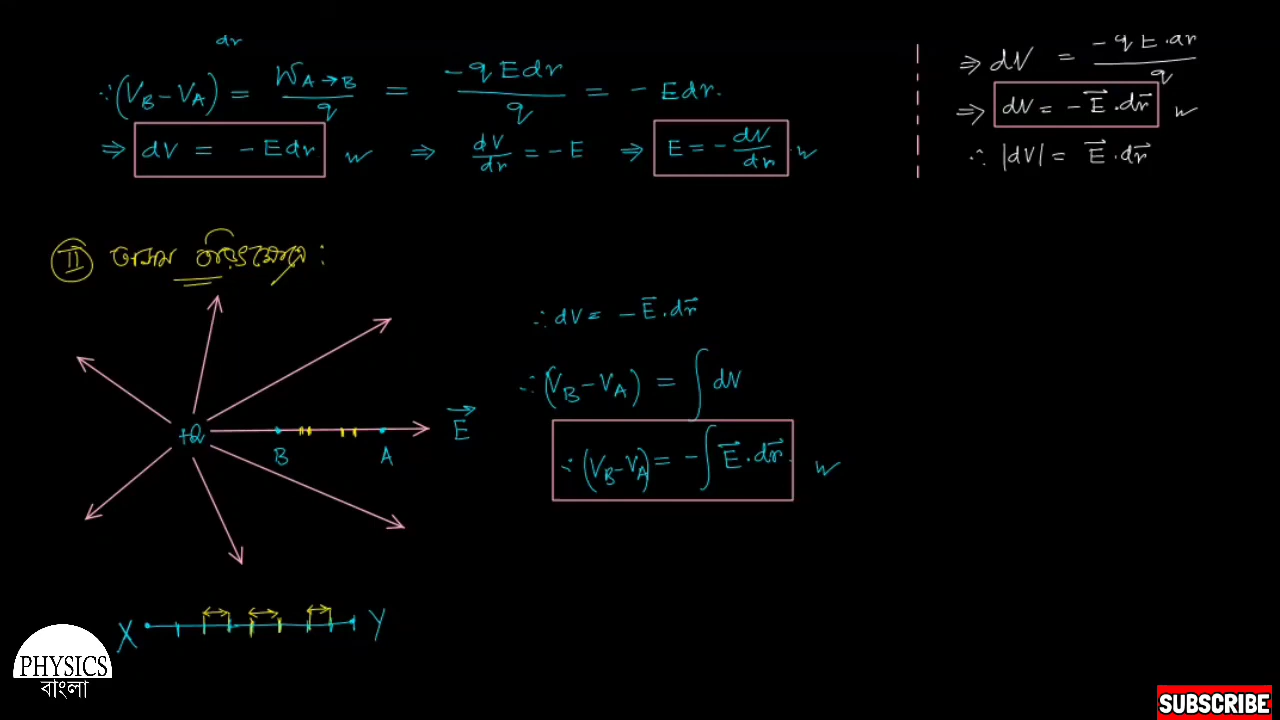 dr
∴ (V_B - V_A) = W_{A→B} / q = -qEdr / q = - Edr.
⇒ dV = - Edr ⇒ dV/dr = - E ⇒ E = - dV/dr
⇒ dV = -qE·dr / q
⇒ dV = - E⃗·dr⃗
∴ |dV| = E⃗·dr⃗
II অসম তড়িৎক্ষেত্রে :
∴ dV = - E⃗·dr⃗
∴ (V_B - V_A) = ∫ dV
∴ (V_B - V_A) = - ∫ E⃗·dr⃗.
+Q
B A
E⃗
X Y
PHYSICS
বাংলা
SUBSCRIBE